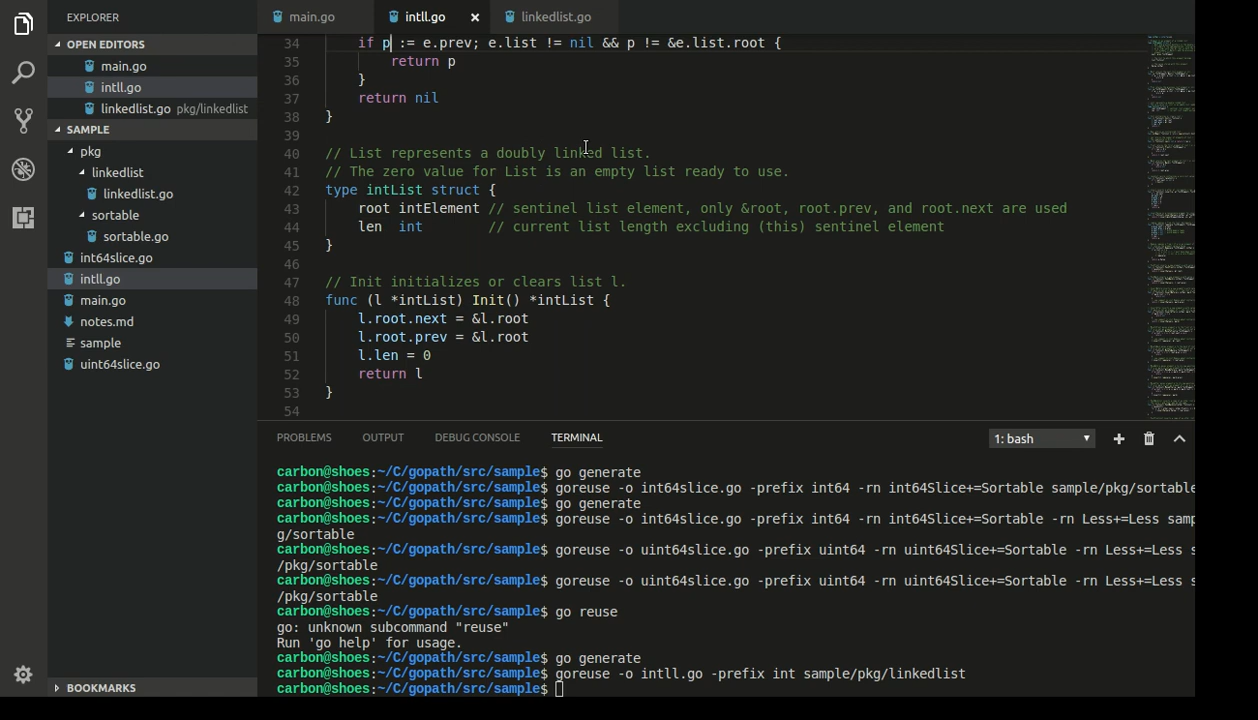 EXPLORER
OPEN EDITORS
main.go
intll.go
linkedlist.go pkg/linkedlist
SAMPLE
pkg
linkedlist
linkedlist.go
sortable
sortable.go
int64slice.go
intll.go
main.go
notes.md
sample
uint64slice.go
BOOKMARKS
main.go
intll.go
linkedlist.go
34 if p := e.prev; e.list != nil && p != &e.list.root {
35 return p
36 }
37 return nil
38 }
39
40 // List represents a doubly linked list.
41 // The zero value for List is an empty list ready to use.
42 type intList struct {
43 root intElement // sentinel list element, only &root, root.prev, and root.next are used
44 len int // current list length excluding (this) sentinel element
45 }
46
47 // Init initializes or clears list l.
48 func (l *intList) Init() *intList {
49 l.root.next = &l.root
50 l.root.prev = &l.root
51 l.len = 0
52 return l
53 }
54
PROBLEMS OUTPUT DEBUG CONSOLE TERMINAL 1: bash
carbon@shoes:~/C/gopath/src/sample$ go generate
carbon@shoes:~/C/gopath/src/sample$ goreuse -o int64slice.go -prefix int64 -rn int64Slice+=Sortable sample/pkg/sortable
carbon@shoes:~/C/gopath/src/sample$ go generate
carbon@shoes:~/C/gopath/src/sample$ goreuse -o int64slice.go -prefix int64 -rn int64Slice+=Sortable -rn Less+=Less samp
g/sortable
carbon@shoes:~/C/gopath/src/sample$ goreuse -o uint64slice.go -prefix uint64 -rn uint64Slice+=Sortable -rn Less+=Less s
/pkg/sortable
carbon@shoes:~/C/gopath/src/sample$ goreuse -o uint64slice.go -prefix uint64 -rn uint64Slice+=Sortable -rn Less+=Less s
/pkg/sortable
carbon@shoes:~/C/gopath/src/sample$ go reuse
go: unknown subcommand "reuse"
Run 'go help' for usage.
carbon@shoes:~/C/gopath/src/sample$ go generate
carbon@shoes:~/C/gopath/src/sample$ goreuse -o intll.go -prefix int sample/pkg/linkedlist
carbon@shoes:~/C/gopath/src/sample$